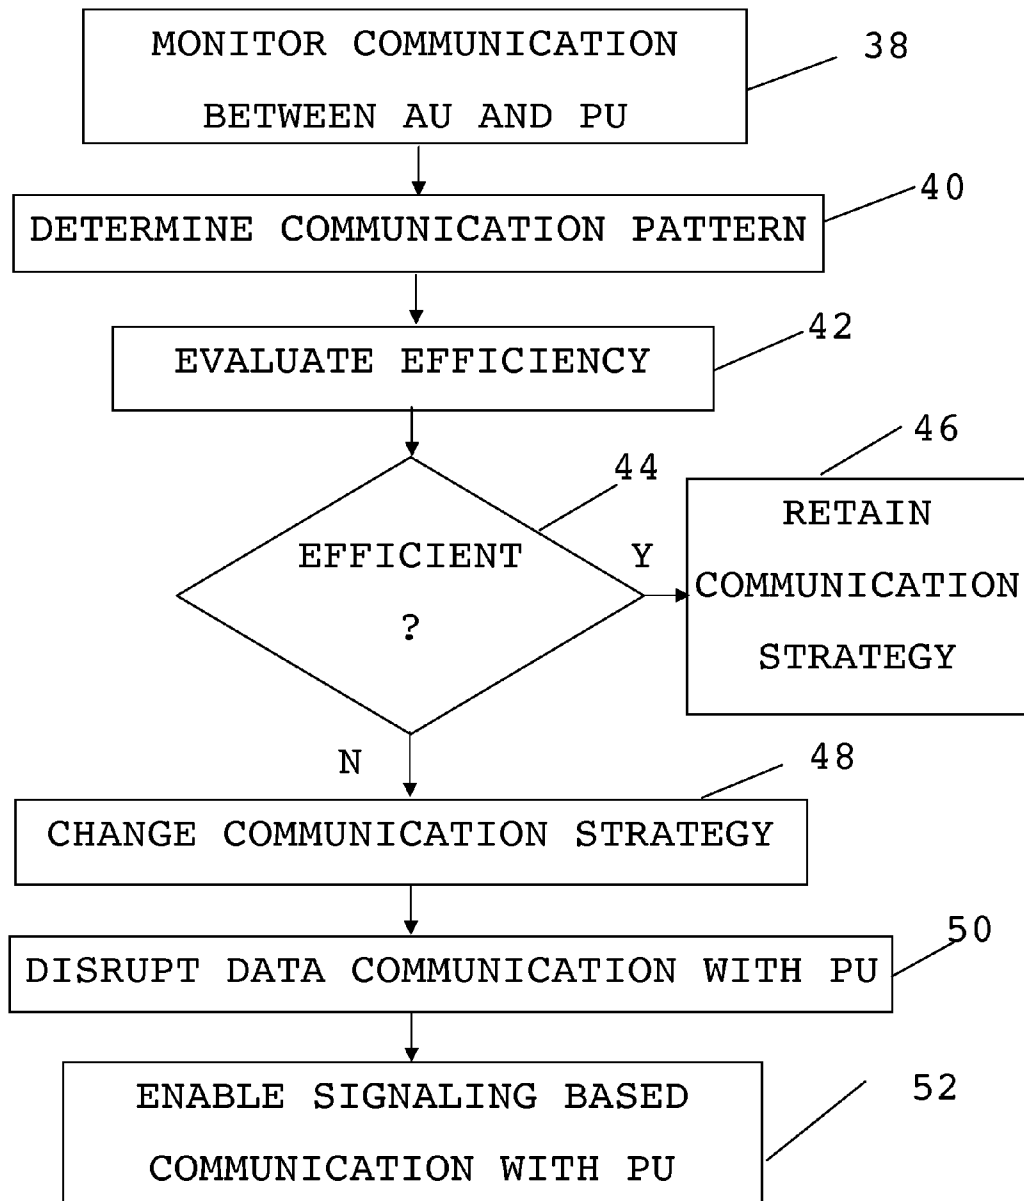 MONITOR COMMUNICATION
BETWEEN AU AND PU
38
DETERMINE COMMUNICATION PATTERN
40
EVALUATE EFFICIENCY
42
EFFICIENT
?
44
Y
46
RETAIN
COMMUNICATION
STRATEGY
N
48
CHANGE COMMUNICATION STRATEGY
50
DISRUPT DATA COMMUNICATION WITH PU
ENABLE SIGNALING BASED
COMMUNICATION WITH PU
52